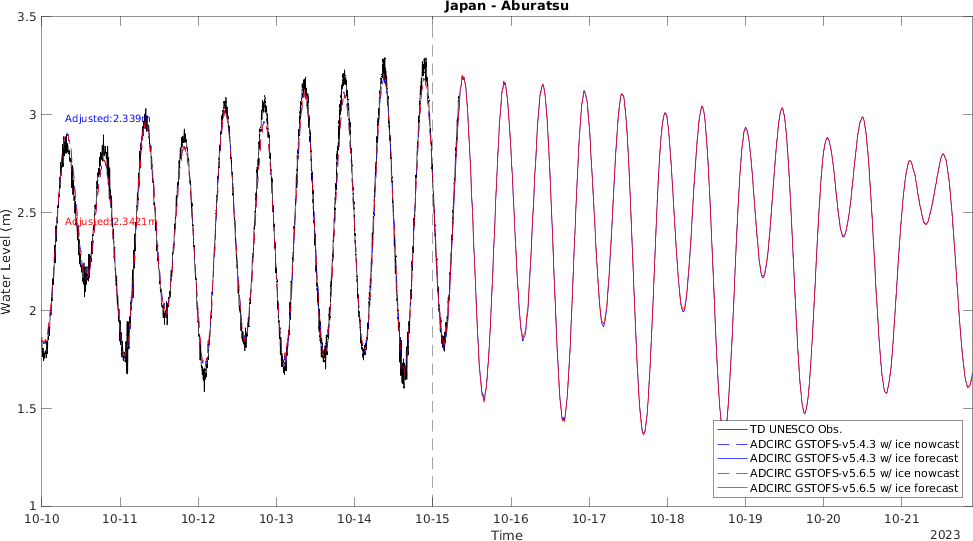 Japan - Aburatsu
3.5
3
2.5
2
1.5
1
Water Level (m)
Adjusted:2.339m
Adjusted:2.3421m
TD UNESCO Obs.
ADCIRC GSTOFS-v5.4.3 w/ ice nowcast
ADCIRC GSTOFS-v5.4.3 w/ ice forecast
ADCIRC GSTOFS-v5.6.5 w/ ice nowcast
ADCIRC GSTOFS-v5.6.5 w/ ice forecast
10-10 10-11 10-12 10-13 10-14 10-15 10-16 10-17 10-18 10-19 10-20 10-21
Time
2023